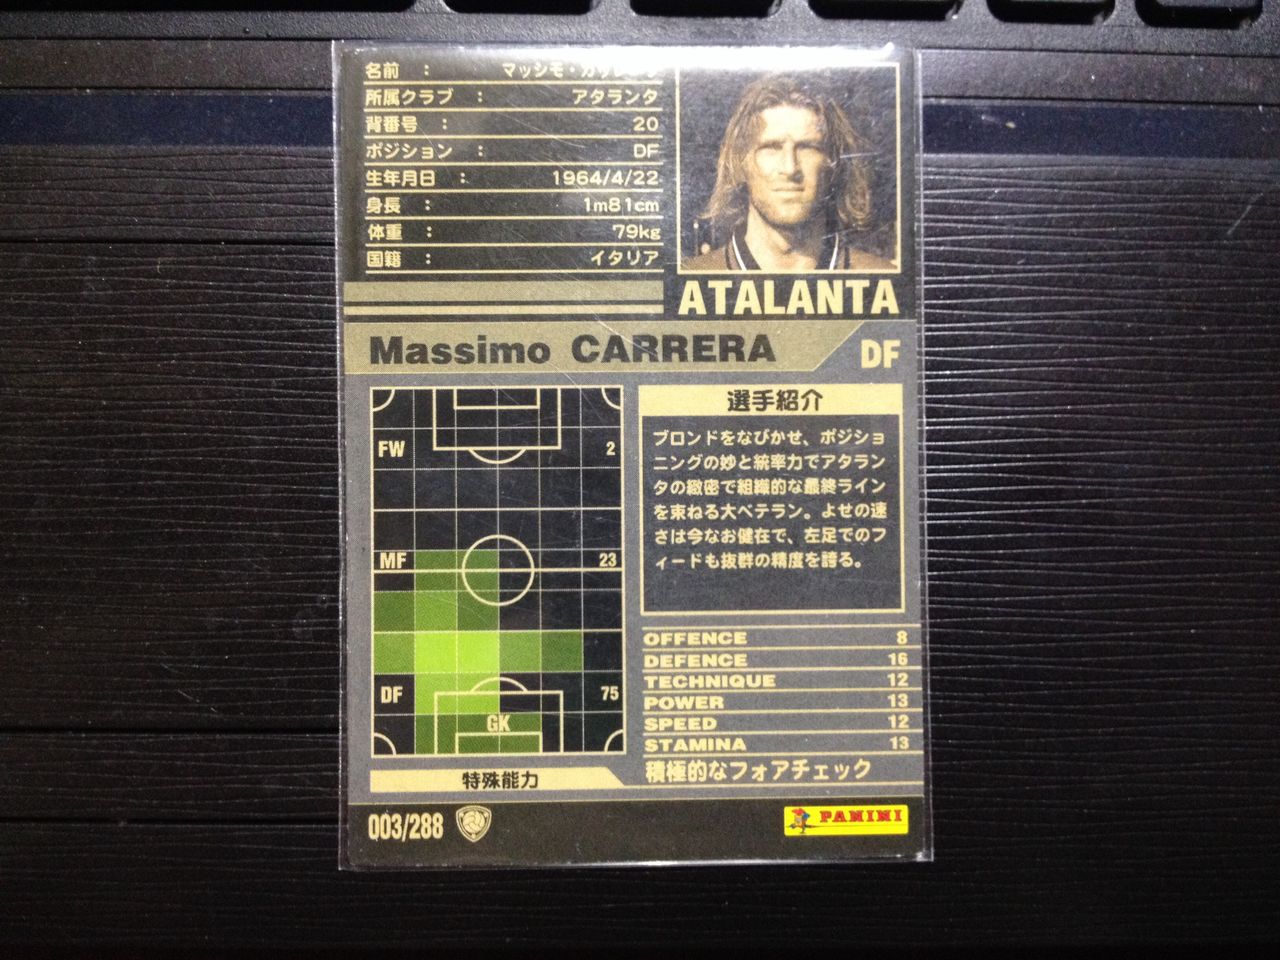 名前 : マッシモ・カッレーラ
所属クラブ : アタランタ
背番号 : 20
ポジション : DF
生年月日 : 1964/4/22
身長 : 1m81cm
体重 : 79kg
国籍 : イタリア
ATALANTA
Massimo CARRERA
DF
FW 2
MF 23
DF 75
GK
選手紹介
ブロンドをなびかせ、ポジショ
ニングの妙と統率力でアタラン
タの緻密で組織的な最終ライン
を束ねる大ベテラン。よせの速
さは今なお健在で、左足でのフ
ィードも抜群の精度を誇る。
OFFENCE 8
DEFENCE 16
TECHNIQUE 12
POWER 13
SPEED 12
STAMINA 13
特殊能力 積極的なフォアチェック
003/288
PANINI